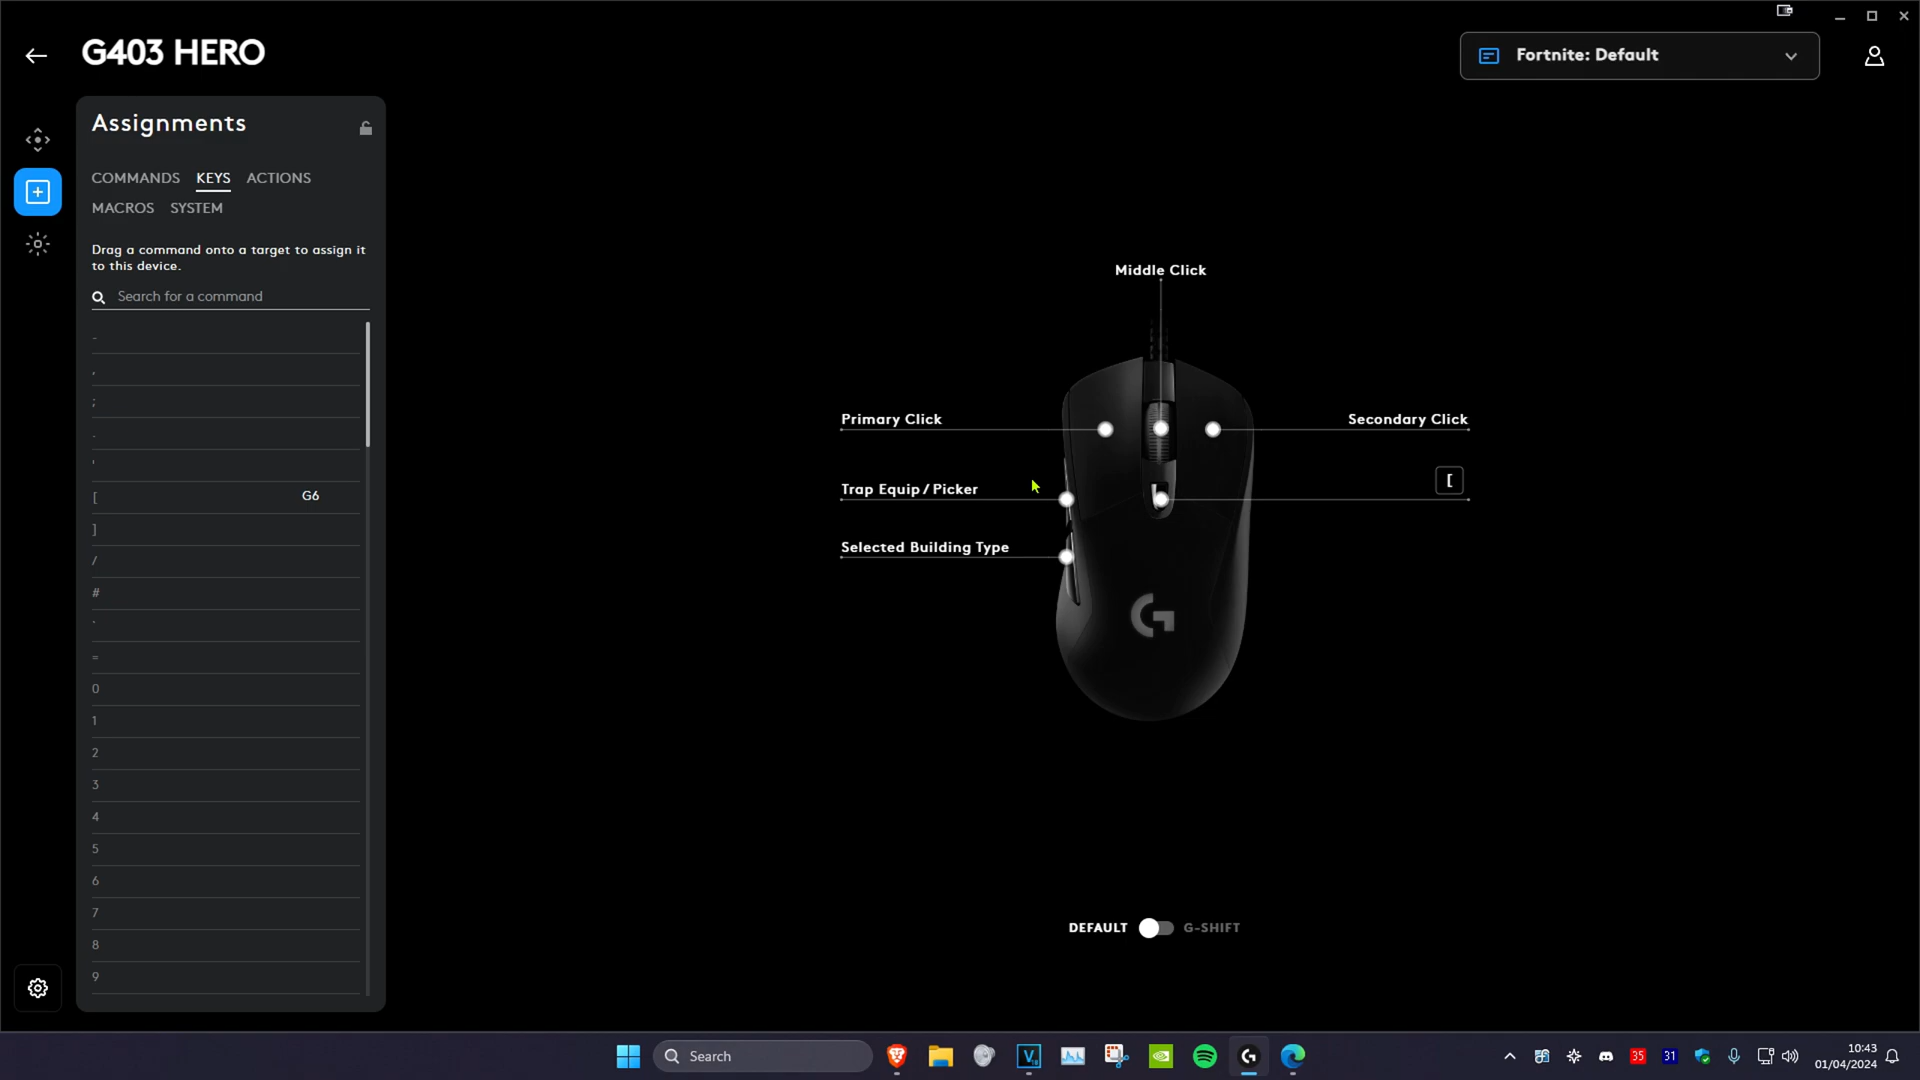 G403 HERO
Fortnite: Default
Assignments
COMMANDS KEYS ACTIONS
MACROS SYSTEM
Drag a command onto a target to assign it
to this device.
Search for a command
-
,
;
.
'
[ G6
]
/
#
`
=
0
1
2
3
4
5
6
7
8
9
Middle Click
Primary Click
Secondary Click
Trap Equip / Picker
[
Selected Building Type
G
DEFAULT G-SHIFT
Search
35
31
10:43
01/04/2024